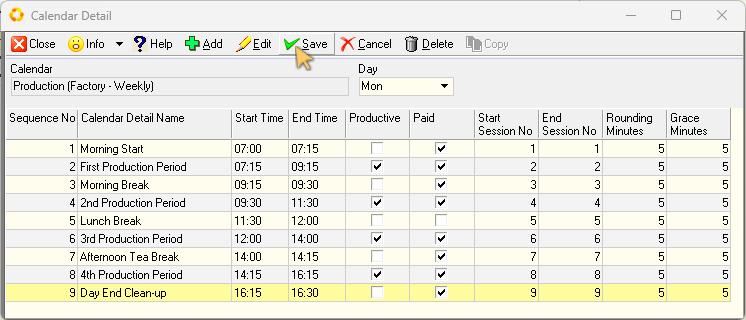 Calendar Detail
Close Info Help Add Edit Save Cancel Delete Copy
Calendar Day
Production (Factory - Weekly) Mon
Sequence No Calendar Detail Name Start Time End Time Productive Paid Start Session No End Session No Rounding Minutes Grace Minutes
1 Morning Start 07:00 07:15 1 1 5 5
2 First Production Period 07:15 09:15 2 2 5 5
3 Morning Break 09:15 09:30 3 3 5 5
4 2nd Production Period 09:30 11:30 4 4 5 5
5 Lunch Break 11:30 12:00 5 5 5 5
6 3rd Production Period 12:00 14:00 6 6 5 5
7 Afternoon Tea Break 14:00 14:15 7 7 5 5
8 4th Production Period 14:15 16:15 8 8 5 5
9 Day End Clean-up 16:15 16:30 9 9 5 5